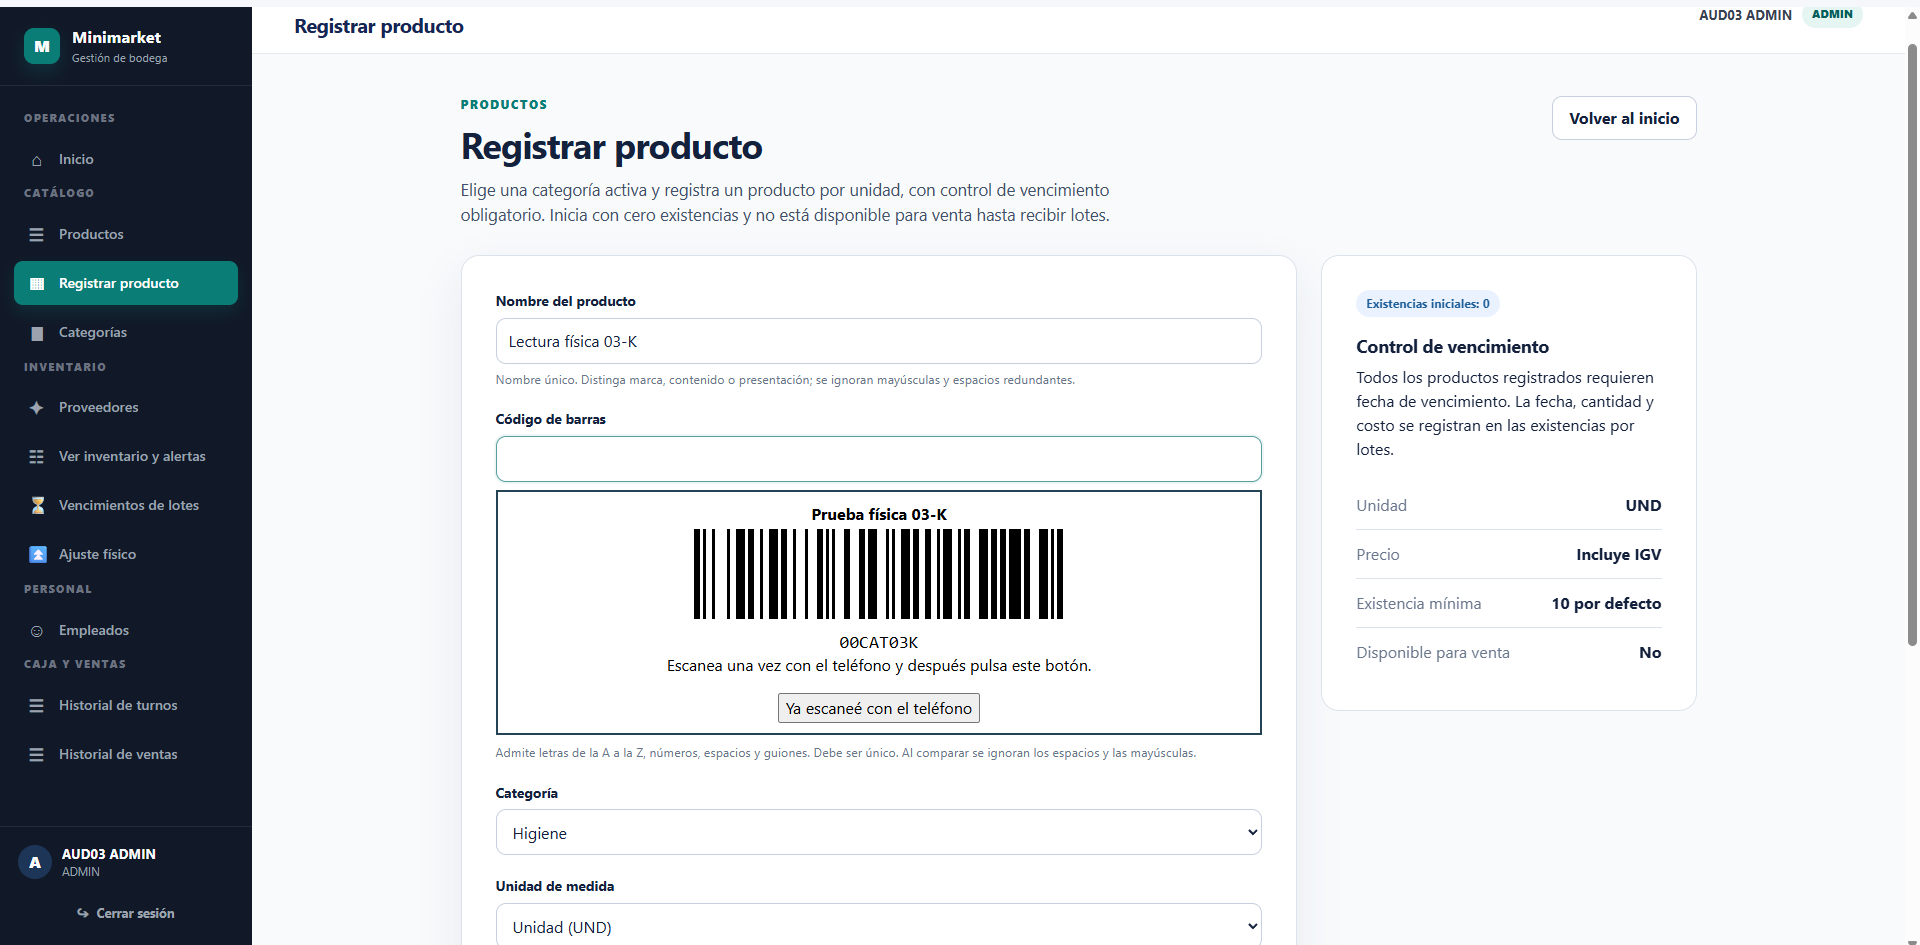 M
Minimarket
Gestión de bodega
OPERACIONES
Inicio
CATÁLOGO
Productos
Registrar producto
Categorías
INVENTARIO
Proveedores
Ver inventario y alertas
Vencimientos de lotes
Ajuste físico
PERSONAL
Empleados
CAJA Y VENTAS
Historial de turnos
Historial de ventas
A
AUD03 ADMIN
ADMIN
Cerrar sesión
Registrar producto
AUD03 ADMIN
ADMIN
PRODUCTOS
Registrar producto
Elige una categoría activa y registra un producto por unidad, con control de vencimiento
obligatorio. Inicia con cero existencias y no está disponible para venta hasta recibir lotes.
Volver al inicio
Nombre del producto
Lectura física 03-K
Nombre único. Distinga marca, contenido o presentación; se ignoran mayúsculas y espacios redundantes.
Código de barras
Prueba física 03-K
00CAT03K
Escanea una vez con el teléfono y después pulsa este botón.
Ya escaneé con el teléfono
Admite letras de la A a la Z, números, espacios y guiones. Debe ser único. Al comparar se ignoran los espacios y las mayúsculas.
Categoría
Higiene
Unidad de medida
Unidad (UND)
Existencias iniciales: 0
Control de vencimiento
Todos los productos registrados requieren
fecha de vencimiento. La fecha, cantidad y
costo se registran en las existencias por
lotes.
Unidad UND
Precio Incluye IGV
Existencia mínima 10 por defecto
Disponible para venta No